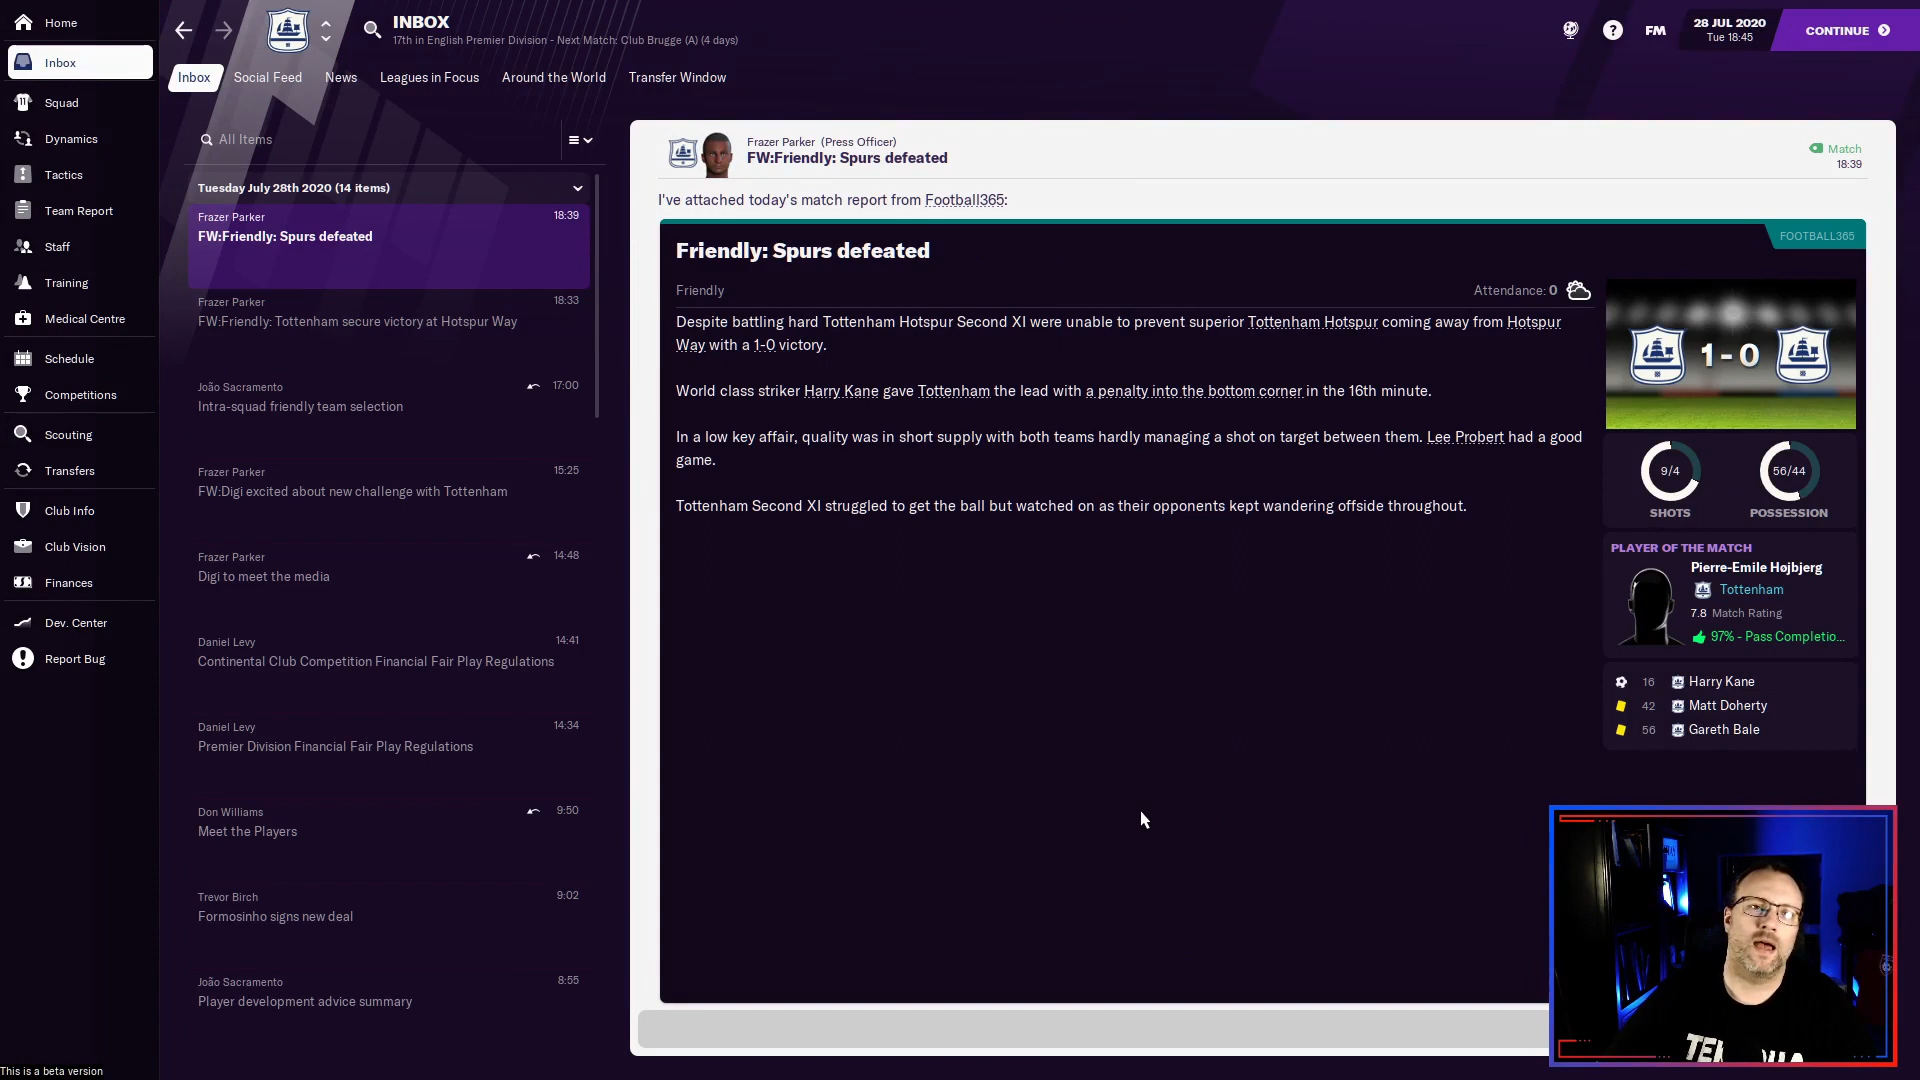 Home
Inbox
Squad
Dynamics
Tactics
Team Report
Staff
Training
Medical Centre
Schedule
Competitions
Scouting
Transfers
Club Info
Club Vision
Finances
Dev. Center
Report Bug
This is a beta version
INBOX
17th in English Premier Division - Next Match: Club Brugge (A) (4 days)
FM
28 JUL 2020
Tue 18:45
CONTINUE
Inbox
Social Feed
News
Leagues in Focus
Around the World
Transfer Window
All Items
Tuesday July 28th 2020 (14 items)
Frazer Parker 18:39
FW:Friendly: Spurs defeated
Frazer Parker 18:33
FW:Friendly: Tottenham secure victory at Hotspur Way
João Sacramento 17:00
Intra-squad friendly team selection
Frazer Parker 15:25
FW:Digi excited about new challenge with Tottenham
Frazer Parker 14:48
Digi to meet the media
Daniel Levy 14:41
Continental Club Competition Financial Fair Play Regulations
Daniel Levy 14:34
Premier Division Financial Fair Play Regulations
Don Williams 9:50
Meet the Players
Trevor Birch 9:02
Formosinho signs new deal
João Sacramento 8:55
Player development advice summary
Frazer Parker (Press Officer)
FW:Friendly: Spurs defeated
Match
18:39
I've attached today's match report from Football365:
Friendly: Spurs defeated
FOOTBALL365
Friendly
Attendance: 0
Despite battling hard Tottenham Hotspur Second XI were unable to prevent superior Tottenham Hotspur coming away from Hotspur
Way with a 1-0 victory.
World class striker Harry Kane gave Tottenham the lead with a penalty into the bottom corner in the 16th minute.
In a low key affair, quality was in short supply with both teams hardly managing a shot on target between them. Lee Probert had a good
game.
Tottenham Second XI struggled to get the ball but watched on as their opponents kept wandering offside throughout.
1 - 0
9/4
56/44
SHOTS
POSSESSION
PLAYER OF THE MATCH
Pierre-Emile Højbjerg
Tottenham
7.8 Match Rating
97% - Pass Completio...
16 Harry Kane
42 Matt Doherty
56 Gareth Bale